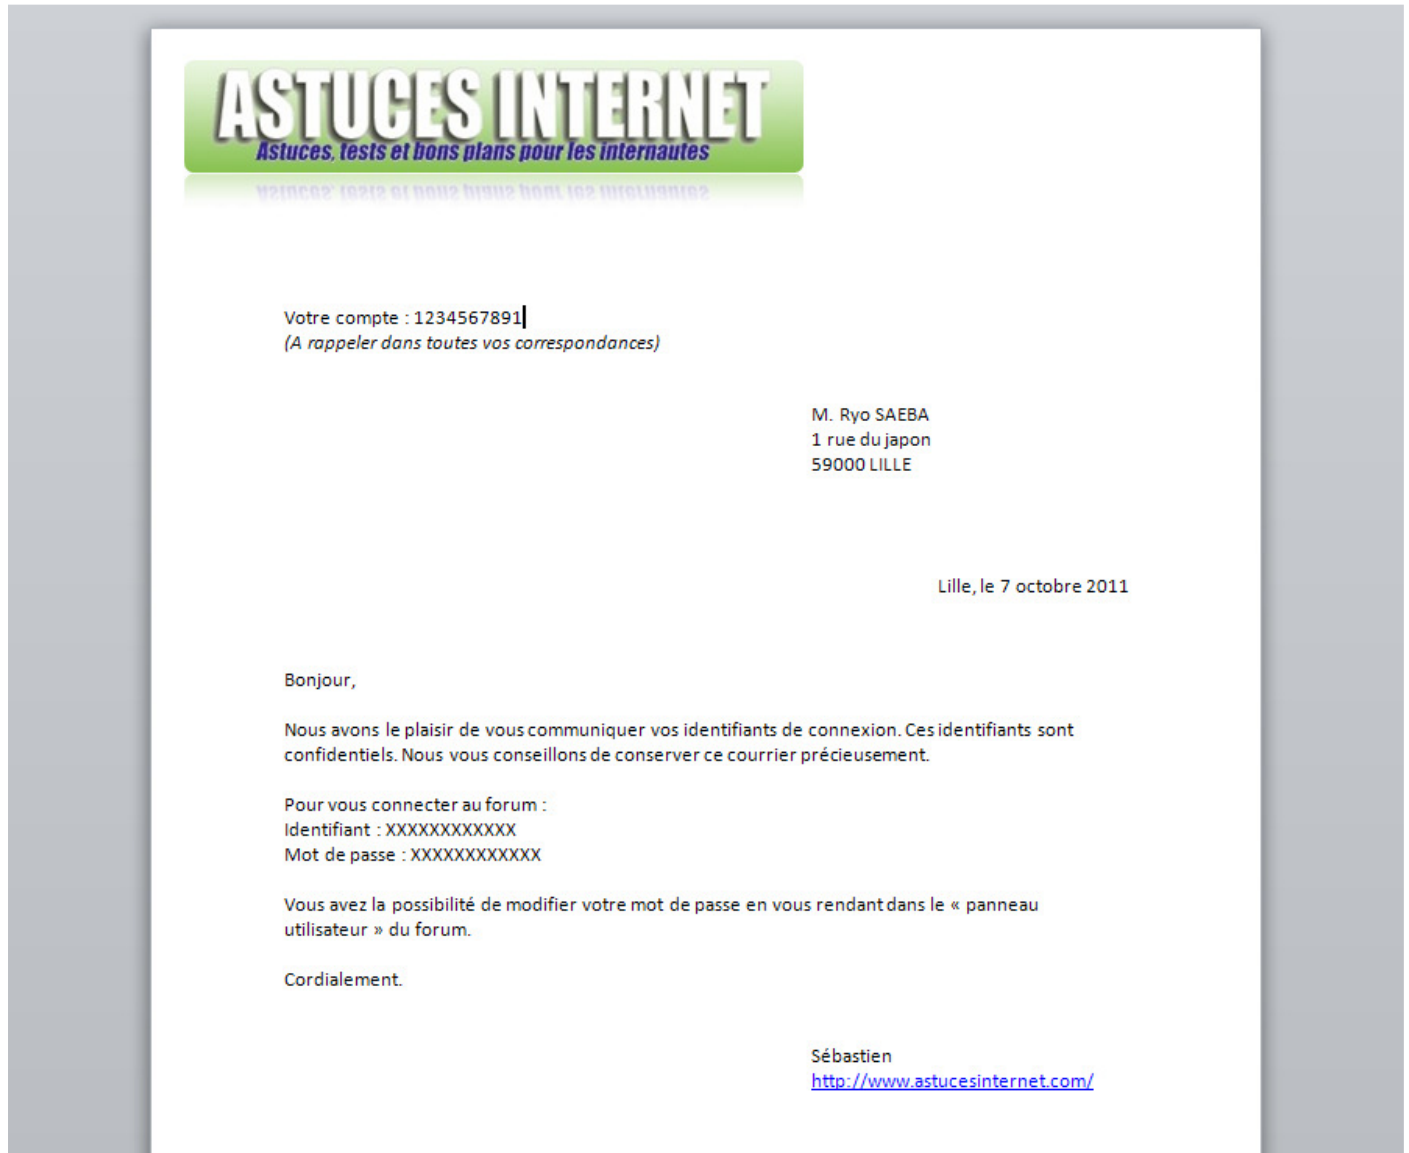 ASTUCES INTERNET
Astuces, tests et bons plans pour les internautes
Votre compte : 1234567891
(A rappeler dans toutes vos correspondances)
M. Ryo SAEBA
1 rue du japon
59000 LILLE
Lille, le 7 octobre 2011
Bonjour,
Nous avons le plaisir de vous communiquer vos identifiants de connexion. Ces identifiants sont
confidentiels. Nous vous conseillons de conserver ce courrier précieusement.
Pour vous connecter au forum :
Identifiant : XXXXXXXXXXXX
Mot de passe : XXXXXXXXXXXX
Vous avez la possibilité de modifier votre mot de passe en vous rendant dans le « panneau
utilisateur » du forum.
Cordialement.
Sébastien
http://www.astucesinternet.com/